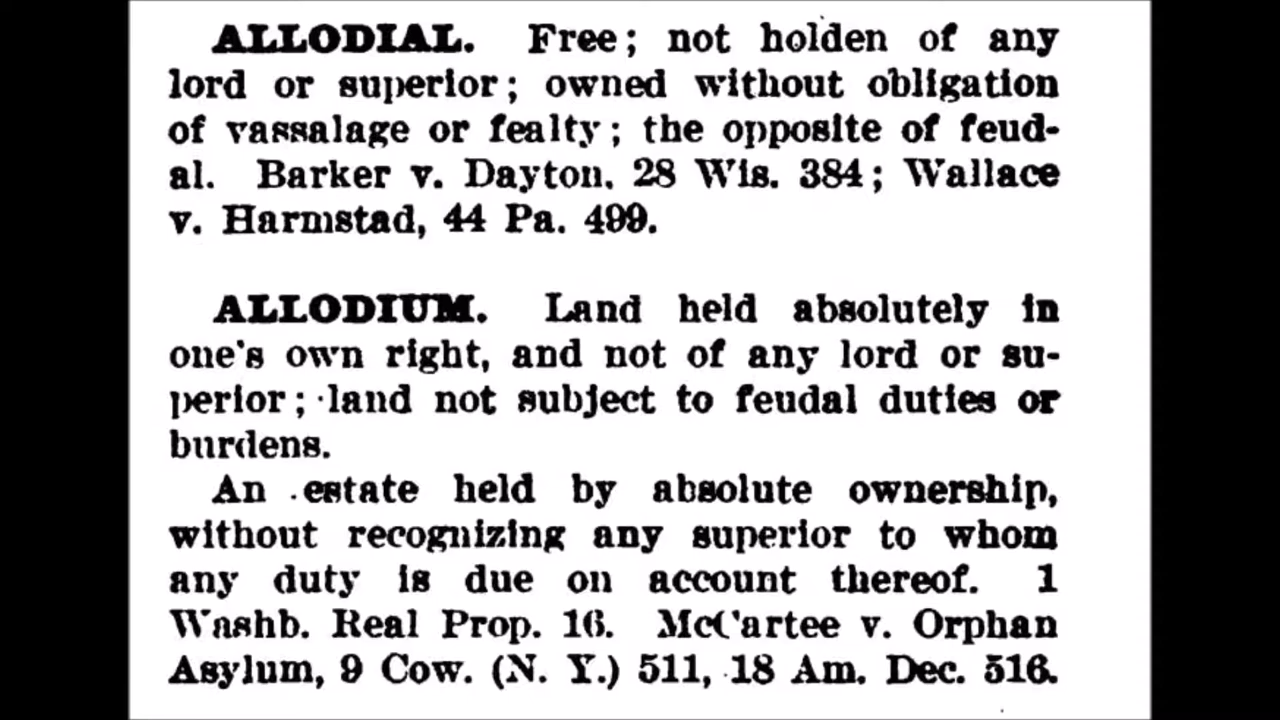 ALLODIAL. Free; not holden of any
lord or superior; owned without obligation
of vassalage or fealty; the opposite of feud-
al. Barker v. Dayton, 28 Wis. 384; Wallace
v. Harmstad, 44 Pa. 499.
ALLODIUM. Land held absolutely in
one's own right, and not of any lord or su-
perior; land not subject to feudal duties or
burdens.
An estate held by absolute ownership,
without recognizing any superior to whom
any duty is due on account thereof. 1
Washb. Real Prop. 16. McCartee v. Orphan
Asylum, 9 Cow. (N. Y.) 511, 18 Am. Dec. 516.